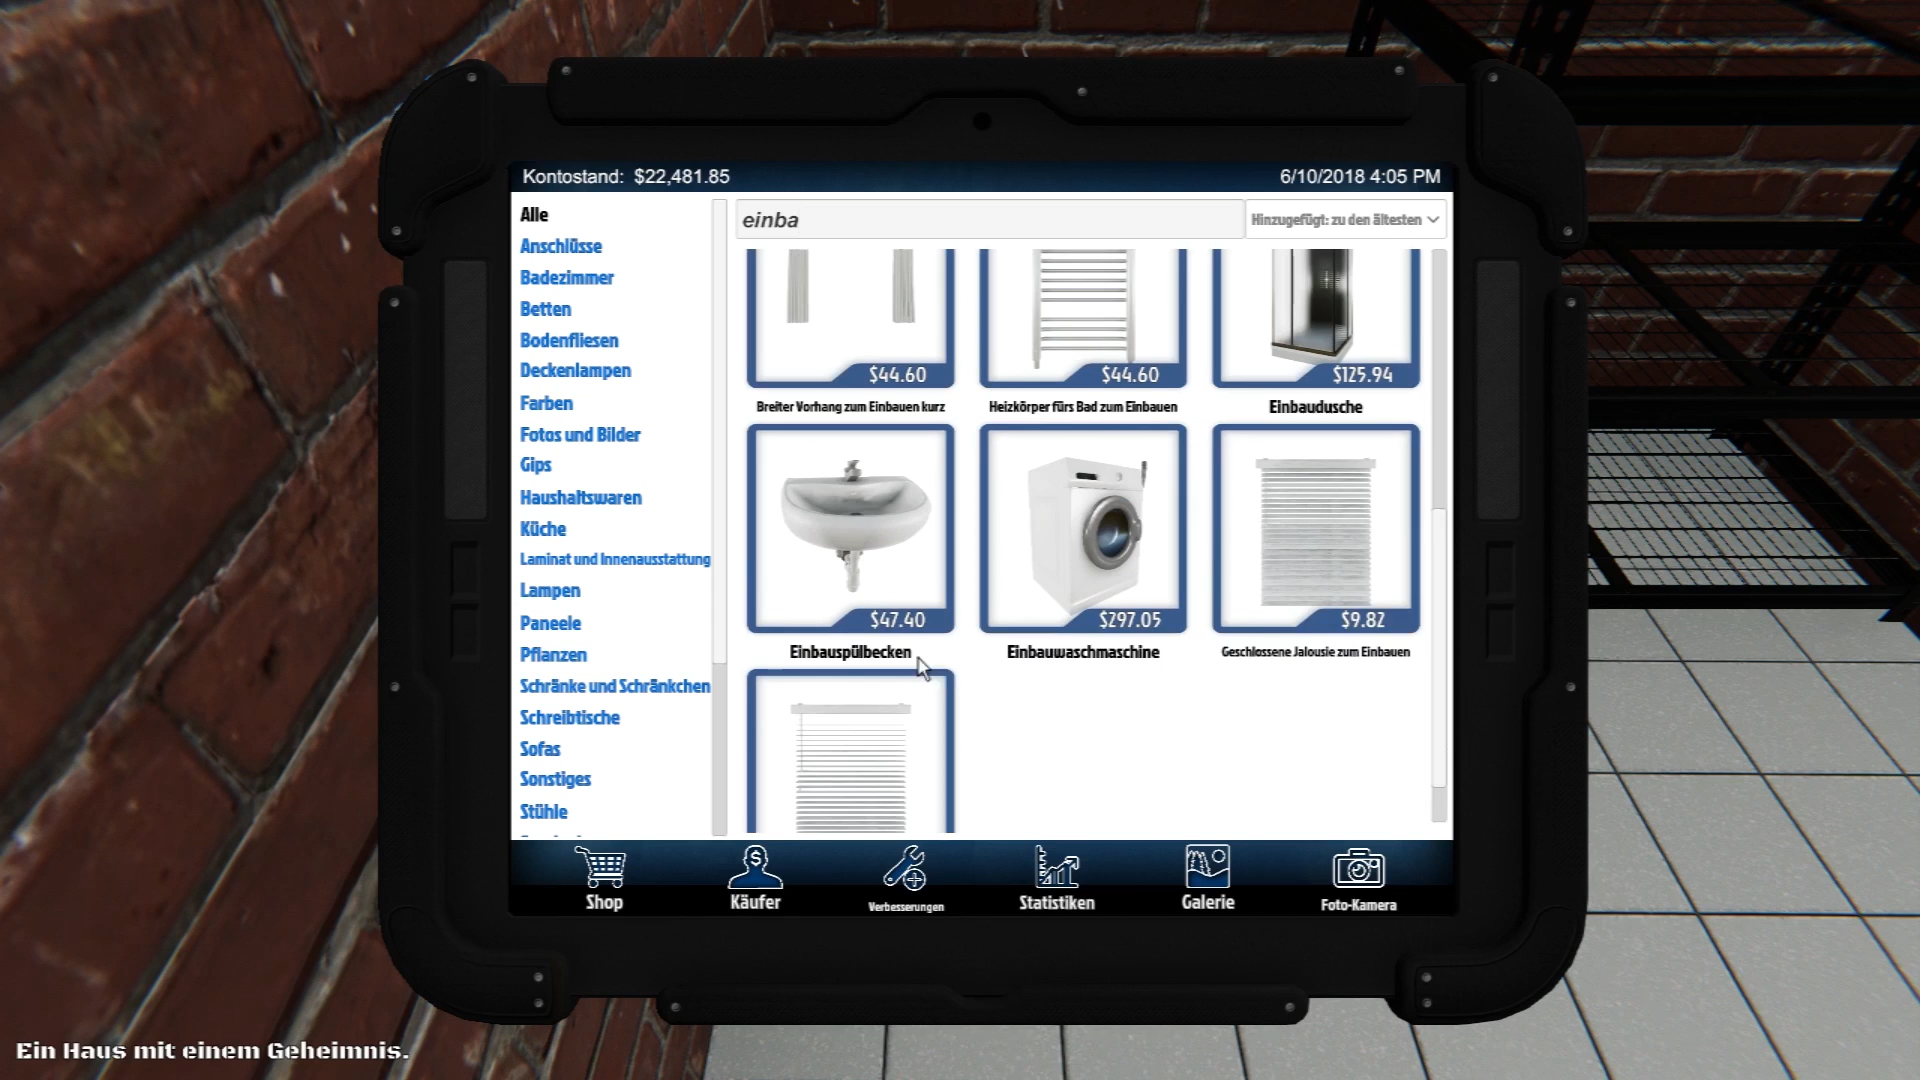 Kontostand: $22,481.85
6/10/2018 4:05 PM
Alle
Anschlüsse
Badezimmer
Betten
Bodenfliesen
Deckenlampen
Farben
Fotos und Bilder
Gips
Haushaltswaren
Küche
Laminat und Innenausstattung
Lampen
Paneele
Pflanzen
Schränke und Schränkchen
Schreibtische
Sofas
Sonstiges
Stühle
einba
Hinzugefügt: zu den ältesten
$44.60
$44.60
$125.94
Breiter Vorhang zum Einbauen kurz
Heizkörper fürs Bad zum Einbauen
Einbaudusche
$47.40
$297.05
$9.82
Einbauspülbecken
Einbauwaschmaschine
Geschlossene Jalousie zum Einbauen
Shop
Käufer
Verbesserungen
Statistiken
Galerie
Foto-Kamera
Ein Haus mit einem Geheimnis.